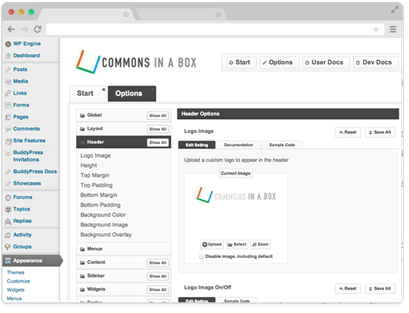 WP Engine
Dashboard
Posts
Media
Links
Forms
Pages
Comments
Site Features
BuddyPress
Invitations
BuddyPress Docs
Showcases
Forums
Topics
Replies
Activity
Groups
Appearance
Themes
Customize
Widgets
Menus
COMMONS IN A BOX
Start
Options
User Docs
Dev Docs
Start
Options
Global Show All
Layout Show All
Header Show All
Logo Image
Height
Top Margin
Top Padding
Bottom Margin
Bottom Padding
Background Color
Background Image
Background Overlay
Menus
Content Show All
Sidebar Show All
Widgets Show All
Header Options
Logo Image Reset Save All
Edit Setting Documentation Sample Code
Upload a custom logo to appear in the header
Current Image
COMMONS IN A BOX
Upload Select Zoom
Disable image, including default
Logo Image On/Off Reset Save All
Edit Setting Sample Code